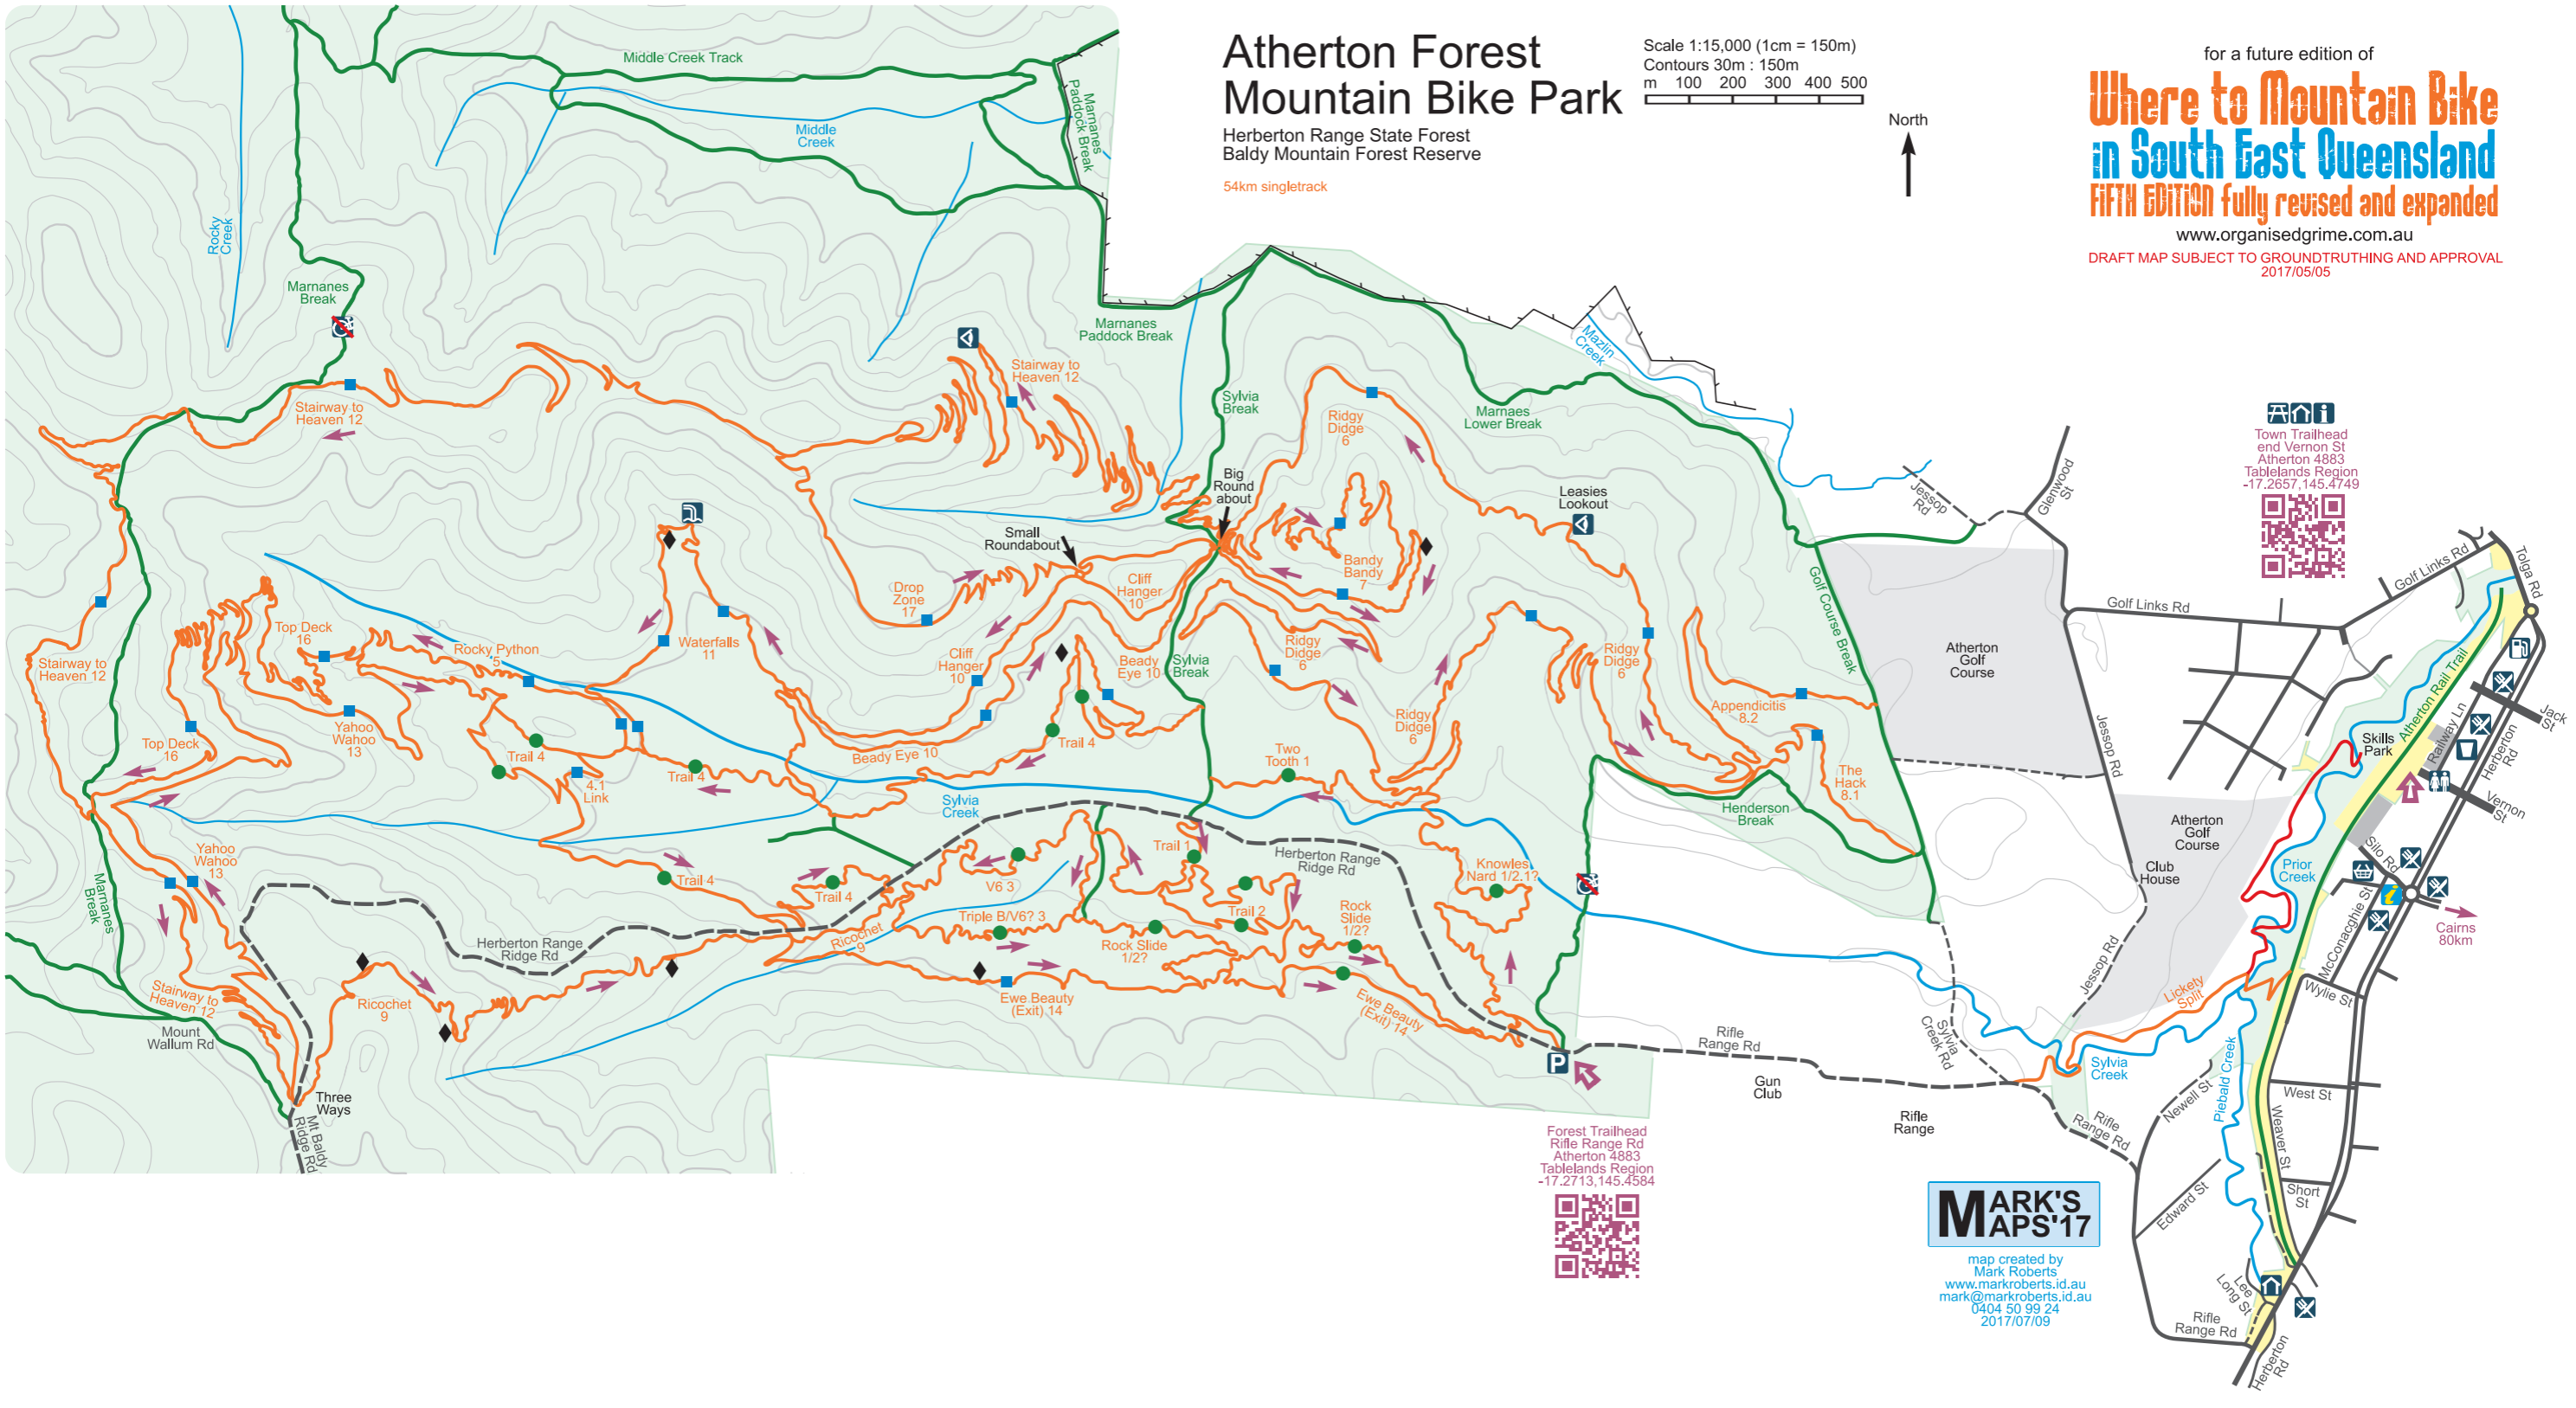 Atherton Forest
Mountain Bike Park
Herberton Range State Forest
Baldy Mountain Forest Reserve
54km singletrack
Scale 1:15,000 (1cm = 150m)
Contours 30m : 150m
m 100 200 300 400 500
North
for a future edition of
Where to Mountain Bike
in South East Queensland
FIFTH EDITION fully revised and expanded
www.organisedgrime.com.au
DRAFT MAP SUBJECT TO GROUNDTRUTHING AND APPROVAL
2017/05/05
Middle Creek Track
Middle
Creek
Marnanes
Paddock Break
Rocky
Creek
Marnanes
Break
Marnanes
Paddock Break
Mazlin
Creek
Stairway to
Heaven 12
Stairway to
Heaven 12
Sylvia
Break
Ridgy
Didge
6
Marnaes
Lower Break
Big
Round
about
Leasies
Lookout
Small
Roundabout
Jessop
Rd
Glenwood
St
Town Trailhead
end Vernon St
Atherton 4883
Tablelands Region
-17.2657,145.4749
Bandy
Bandy
7
Drop
Zone
17
Cliff
Hanger
10
Golf Course Break
Golf Links Rd
Golf Links Rd
Tolga Rd
Top Deck
16
Rocky Python
5
Waterfalls
11
Cliff
Hanger
10
Beady
Eye 10
Sylvia
Break
Ridgy
Didge
6
Ridgy
Didge
6
Atherton
Golf
Course
Stairway to
Heaven 12
Yahoo
Wahoo
13
Top Deck
16
Trail 4
Trail 4
4.1
Link
Beady Eye 10
Trail 4
Two
Tooth 1
Ridgy
Didge
6
Appendicitis
8.2
The
Hack
8.1
Henderson
Break
Jessop Rd
Atherton Rail Trail
Skills
Park
Railway Ln
Herberton
Rd
Jack
St
Vernon
St
Sylvia
Creek
Yahoo
Wahoo
13
Marnanes
Break
Trail 4
Trail 4
V6 3
Trail 1
Herberton Range
Ridge Rd
Knowles
Nard 1/2.1?
Atherton
Golf
Course
Club
House
Prior
Creek
Silo Rd
McConacghie St
Cairns
80km
Herberton Range
Ridge Rd
Ricochet
9
Triple B/V6? 3
Rock Slide
1/2?
Trail 2
Rock
Slide
1/2?
Stairway to
Heaven 12
Ricochet
9
Ewe Beauty
(Exit) 14
Ewe Beauty
(Exit) 14
Jessop Rd
Lickety
Split
Wylie St
Mount
Wallum Rd
Three
Ways
Mt Baldy
Ridge Rd
Rifle
Range Rd
Sylvia
Creek Rd
Gun
Club
Rifle
Range
Sylvia
Creek
Newell St
Piebald Creek
West St
Weaver St
Rifle
Range Rd
Short
St
Edward St
Lee
Long St
Rifle
Range Rd
Herberton
Rd
P
Forest Trailhead
Rifle Range Rd
Atherton 4883
Tablelands Region
-17.2713,145.4584
MARK'S
MAPS'17
map created by
Mark Roberts
www.markroberts.id.au
mark@markroberts.id.au
0404 50 99 24
2017/07/09